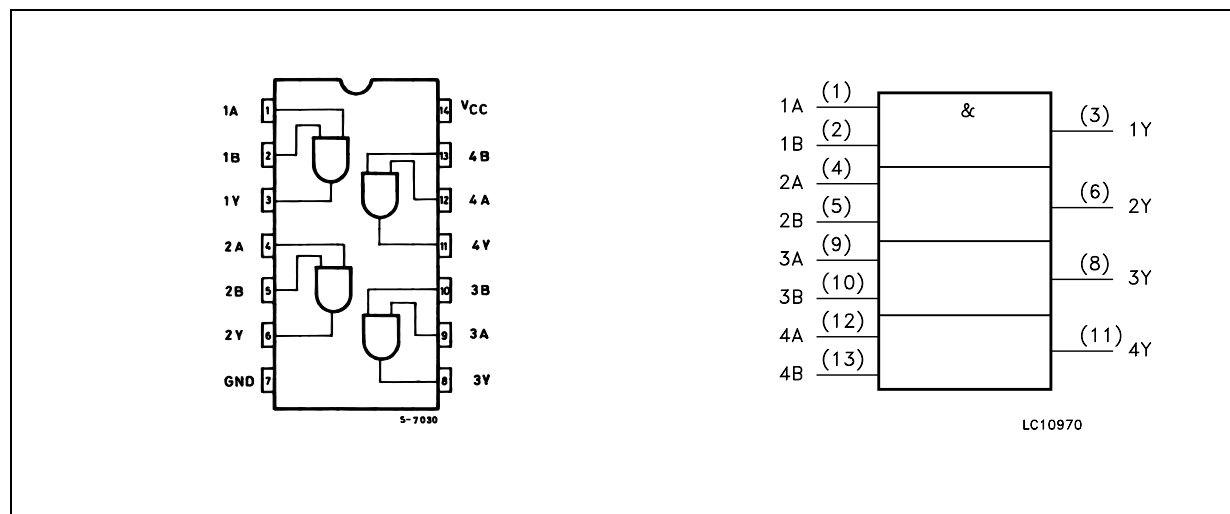 1A 1 14 VCC
1B 2 13 4B
1Y 3 12 4A
2A 4 11 4Y
2B 5 10 3B
2Y 6 9 3A
GND 7 8 3Y
S-7030
1A (1) & (3) 1Y
1B (2)
2A (4) (6) 2Y
2B (5)
3A (9) (8) 3Y
3B (10)
4A (12) (11) 4Y
4B (13)
LC10970